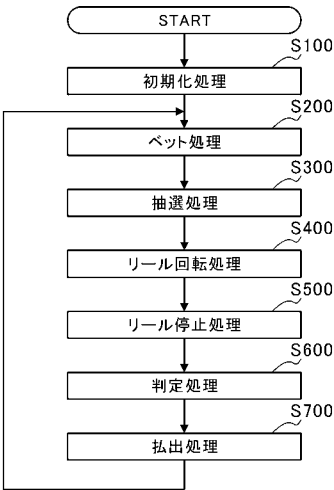 START
S100
初期化処理
S200
ベット処理
S300
抽選処理
S400
リール回転処理
S500
リール停止処理
S600
判定処理
S700
払出処理